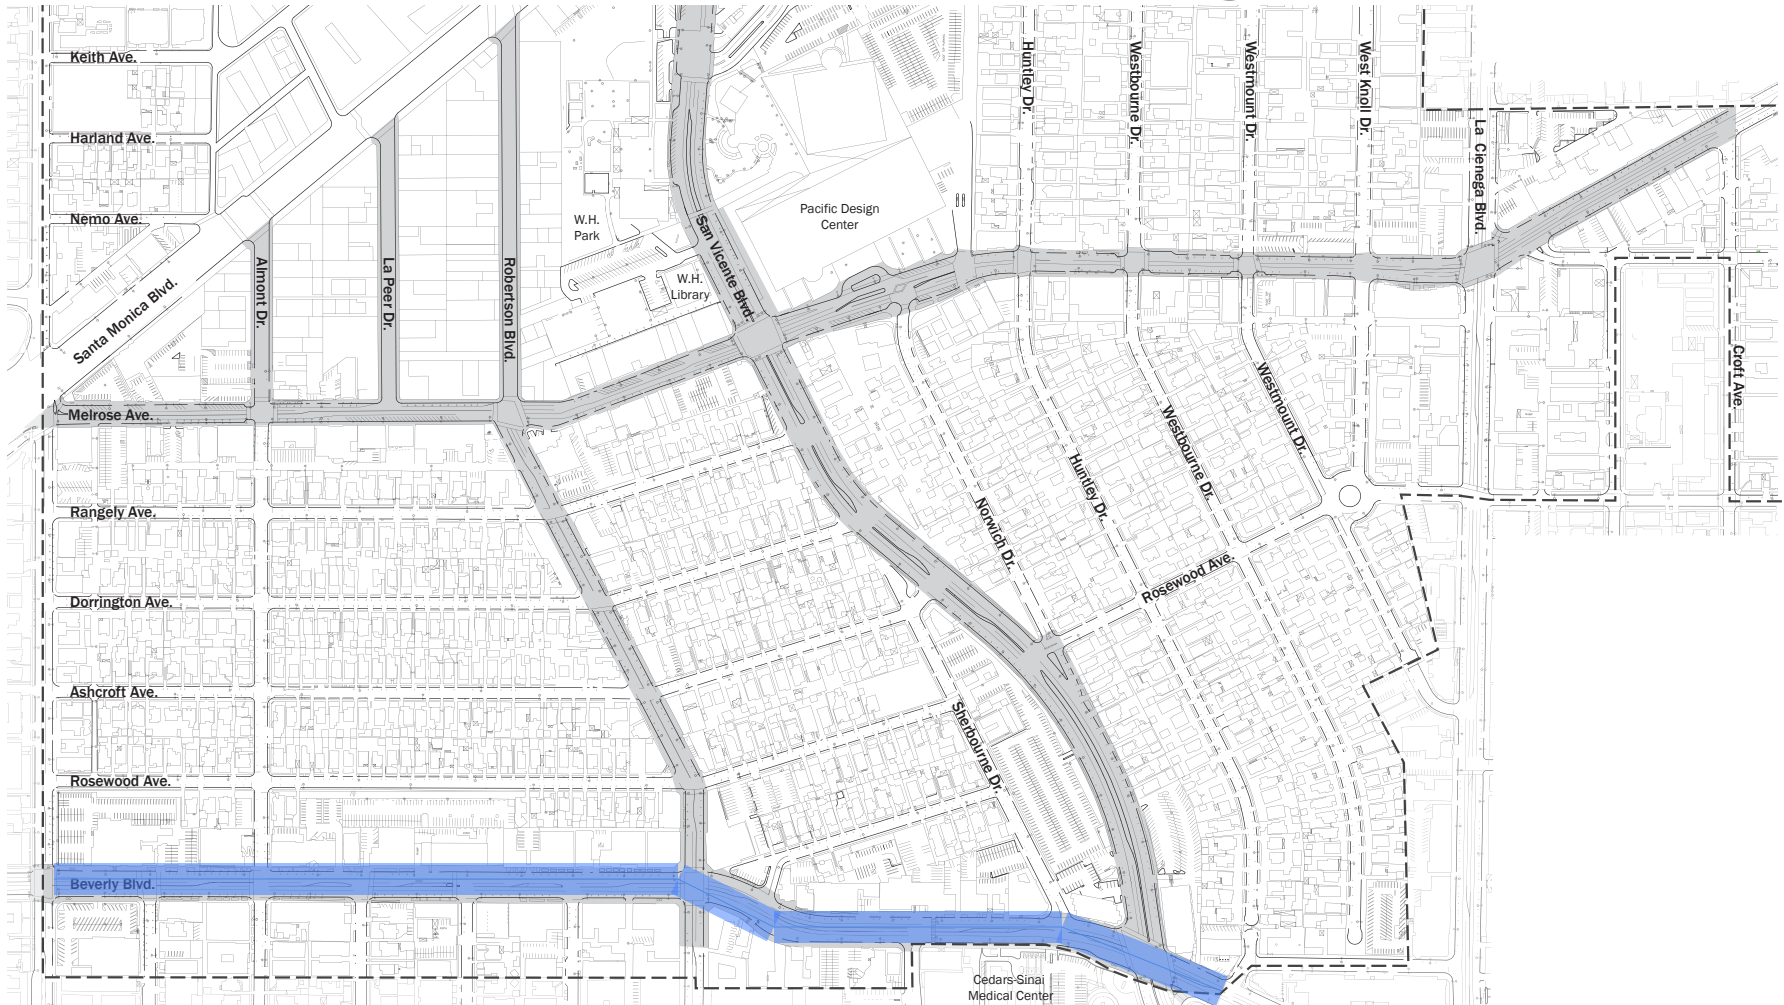 Keith Ave.
Harland Ave.
Nemo Ave.
Santa Monica Blvd.
Almont Dr.
La Peer Dr.
Robertson Blvd.
W.H.
Park
W.H.
Library
San Vicente Blvd.
Pacific Design
Center
Huntley Dr.
Westbourne Dr.
Westmount Dr.
West Knoll Dr.
La Cienega Blvd.
Croft Ave.
Melrose Ave.
Rangely Ave.
Dorrington Ave.
Ashcroft Ave.
Rosewood Ave.
Beverly Blvd.
Norwich Dr.
Huntley Dr.
Westbourne Dr.
Westmount Dr.
Rosewood Ave.
Sherbourne Dr.
Cedars-Sinai
Medical Center